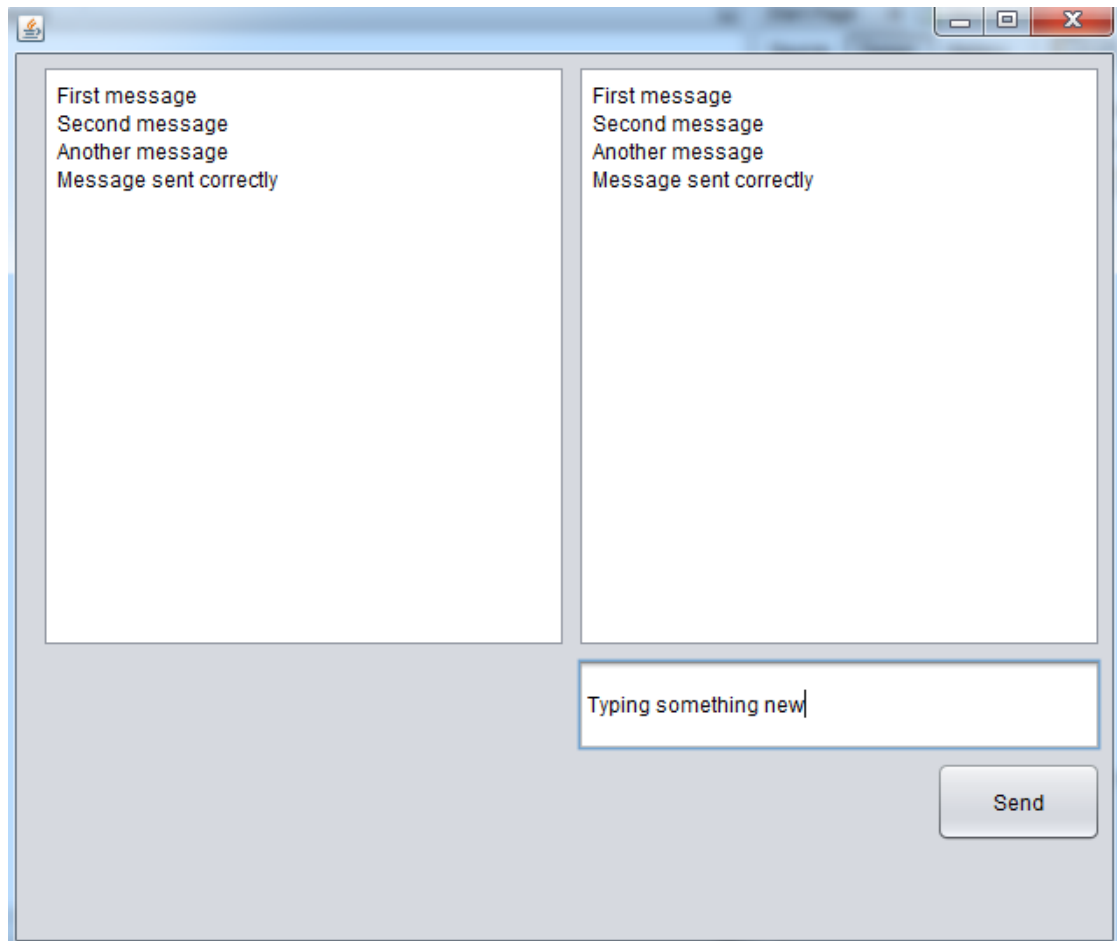 First message
Second message
Another message
Message sent correctly
First message
Second message
Another message
Message sent correctly
Typing something new
Send